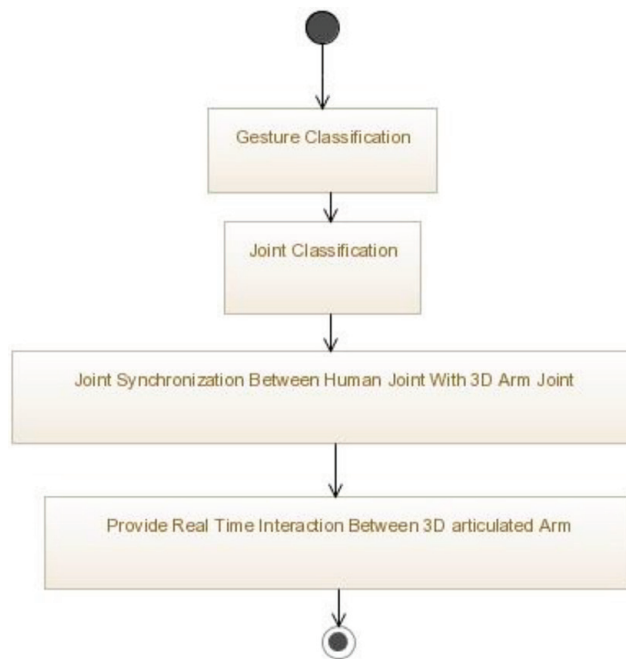 Gesture Classification
Joint Classification
Joint Synchronization Between Human Joint With 3D Arm Joint
Provide Real Time Interaction Between 3D articulated Arm